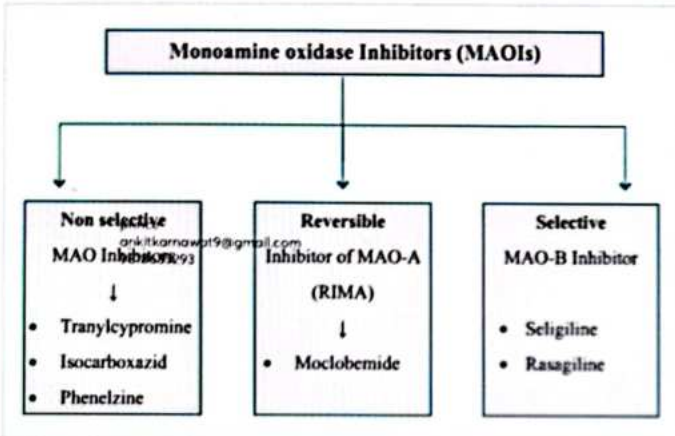 Monoamine oxidase Inhibitors (MAOIs)
Non selective
ankitkarnawat9@gmail.com
MAO Inhibitors
Tranylcypromine
Isocarboxazid
Phenelzine
Reversible
Inhibitor of MAO-A
(RIMA)
Moclobemide
Selective
MAO-B Inhibitor
Seligiline
Rasagiline